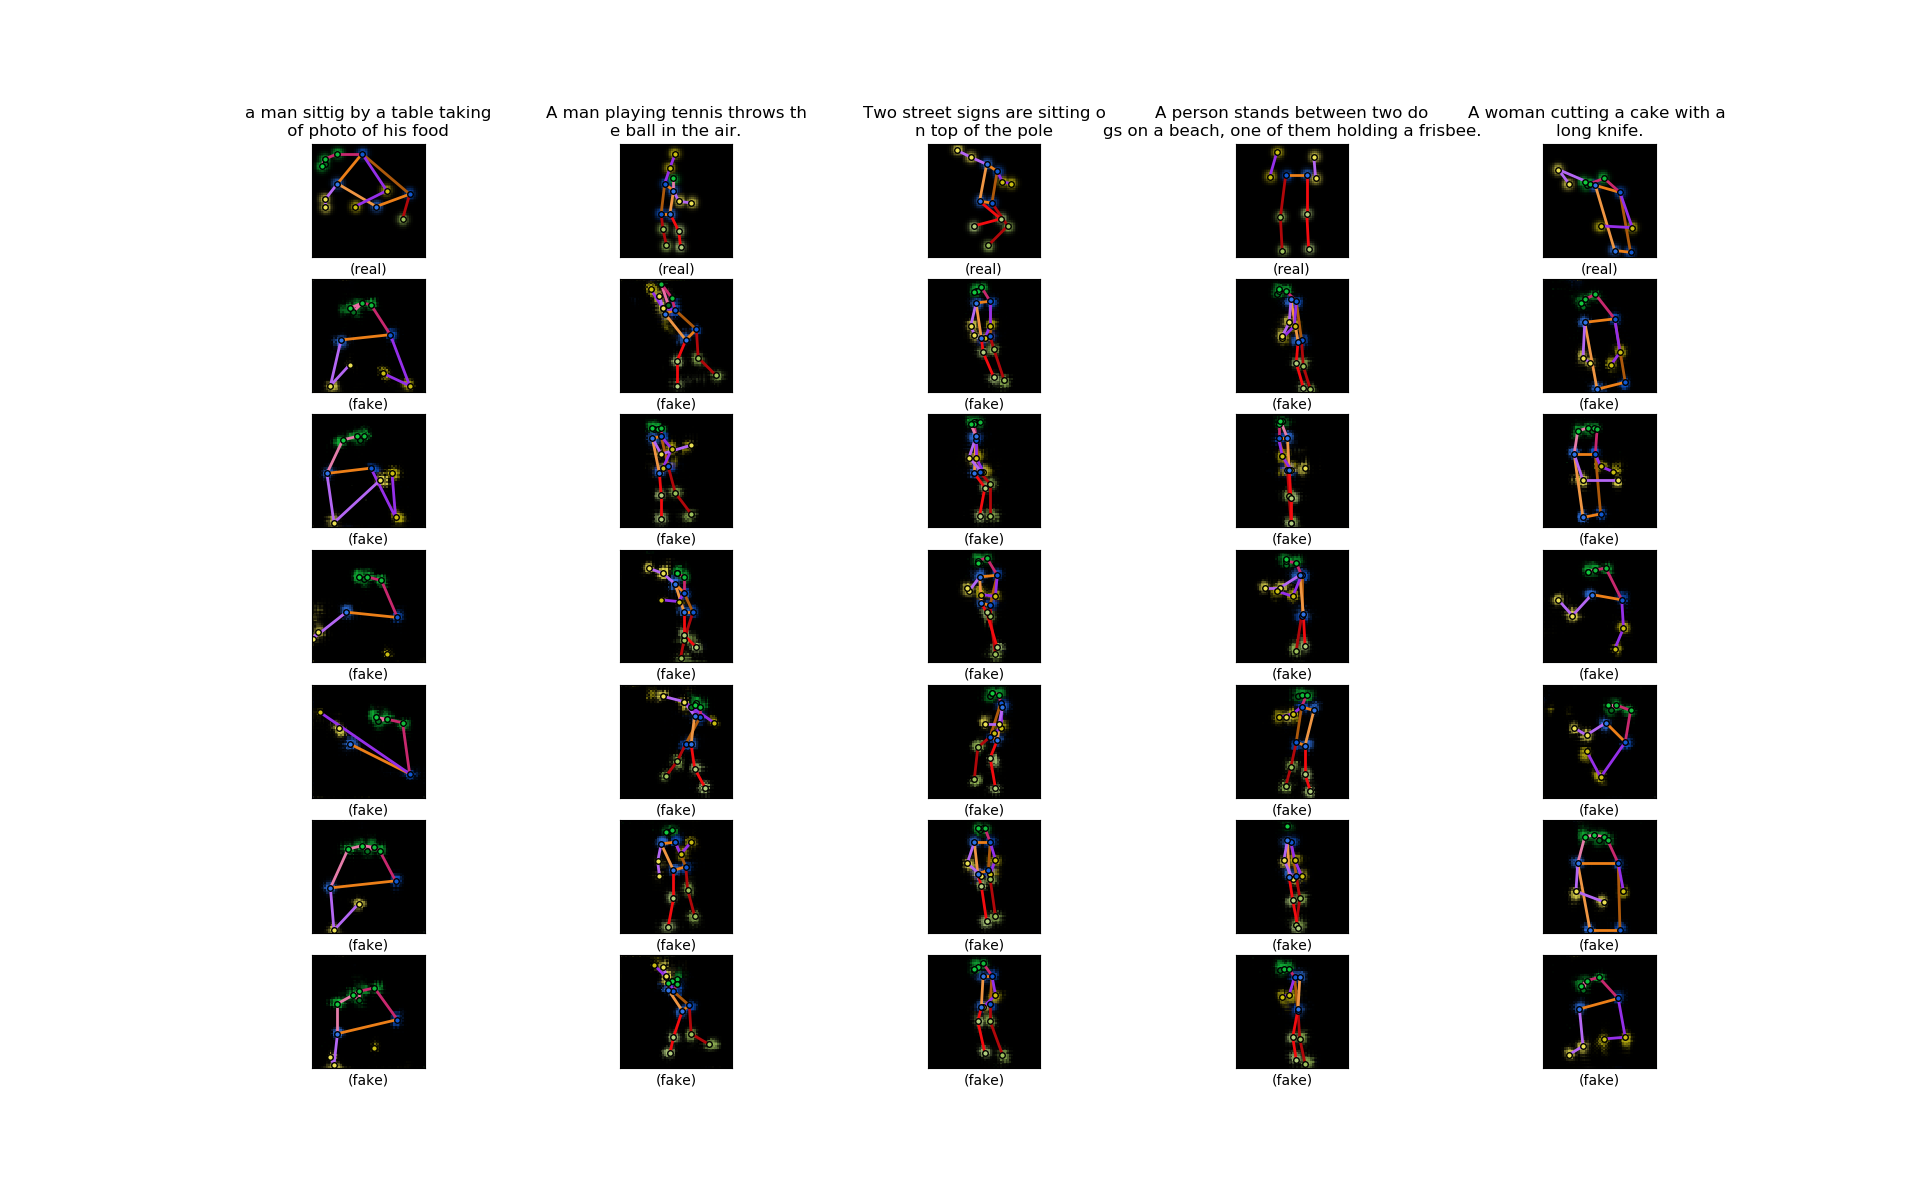 a man sittig by a table taking
of photo of his food
A man playing tennis throws th
e ball in the air.
Two street signs are sitting o
n top of the pole
A person stands between two do
gs on a beach, one of them holding a frisbee.
A woman cutting a cake with a
long knife.
(real) (real) (real) (real) (real)
(fake) (fake) (fake) (fake) (fake)
(fake) (fake) (fake) (fake) (fake)
(fake) (fake) (fake) (fake) (fake)
(fake) (fake) (fake) (fake) (fake)
(fake) (fake) (fake) (fake) (fake)
(fake) (fake) (fake) (fake) (fake)